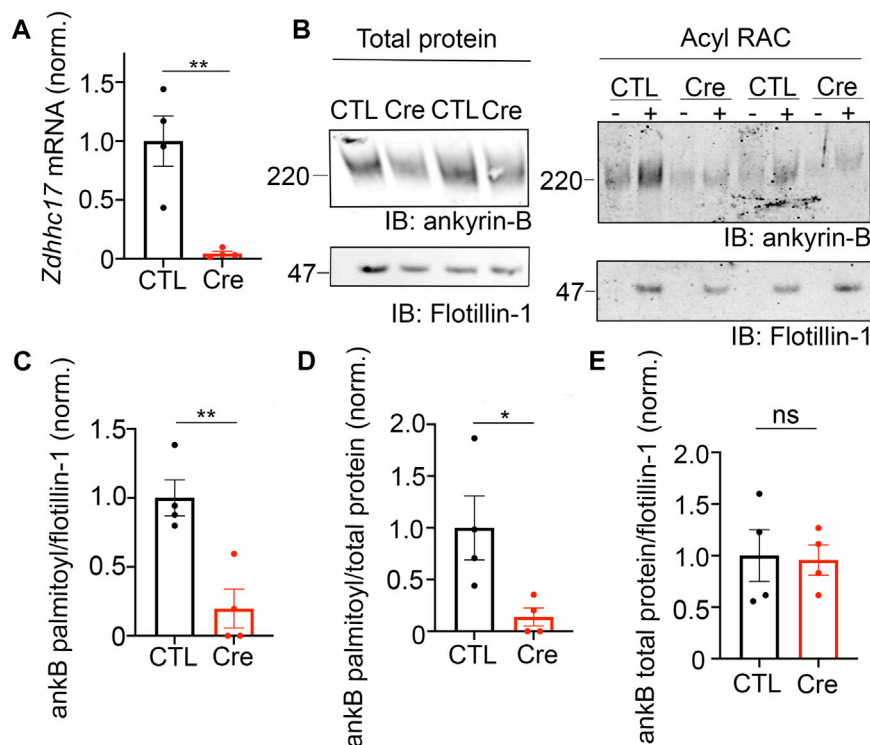 A
Zdhhc17 mRNA (norm.)
**
1.5
1.0
0.5
0
CTL Cre
B
Total protein
CTL Cre CTL Cre
220
IB: ankyrin-B
47
IB: Flotillin-1
Acyl RAC
CTL Cre CTL Cre
- + - + - + - +
220
IB: ankyrin-B
47
IB: Flotillin-1
C
ankB palmitoyl/flotillin-1 (norm.)
**
1.5
1.0
0.5
0
CTL Cre
D
ankB palmitoyl/total protein (norm.)
*
2.0
1.5
1.0
0.5
0
CTL Cre
E
ankB total protein/flotillin-1 (norm.)
ns
2.0
1.5
1.0
0.5
0
CTL Cre